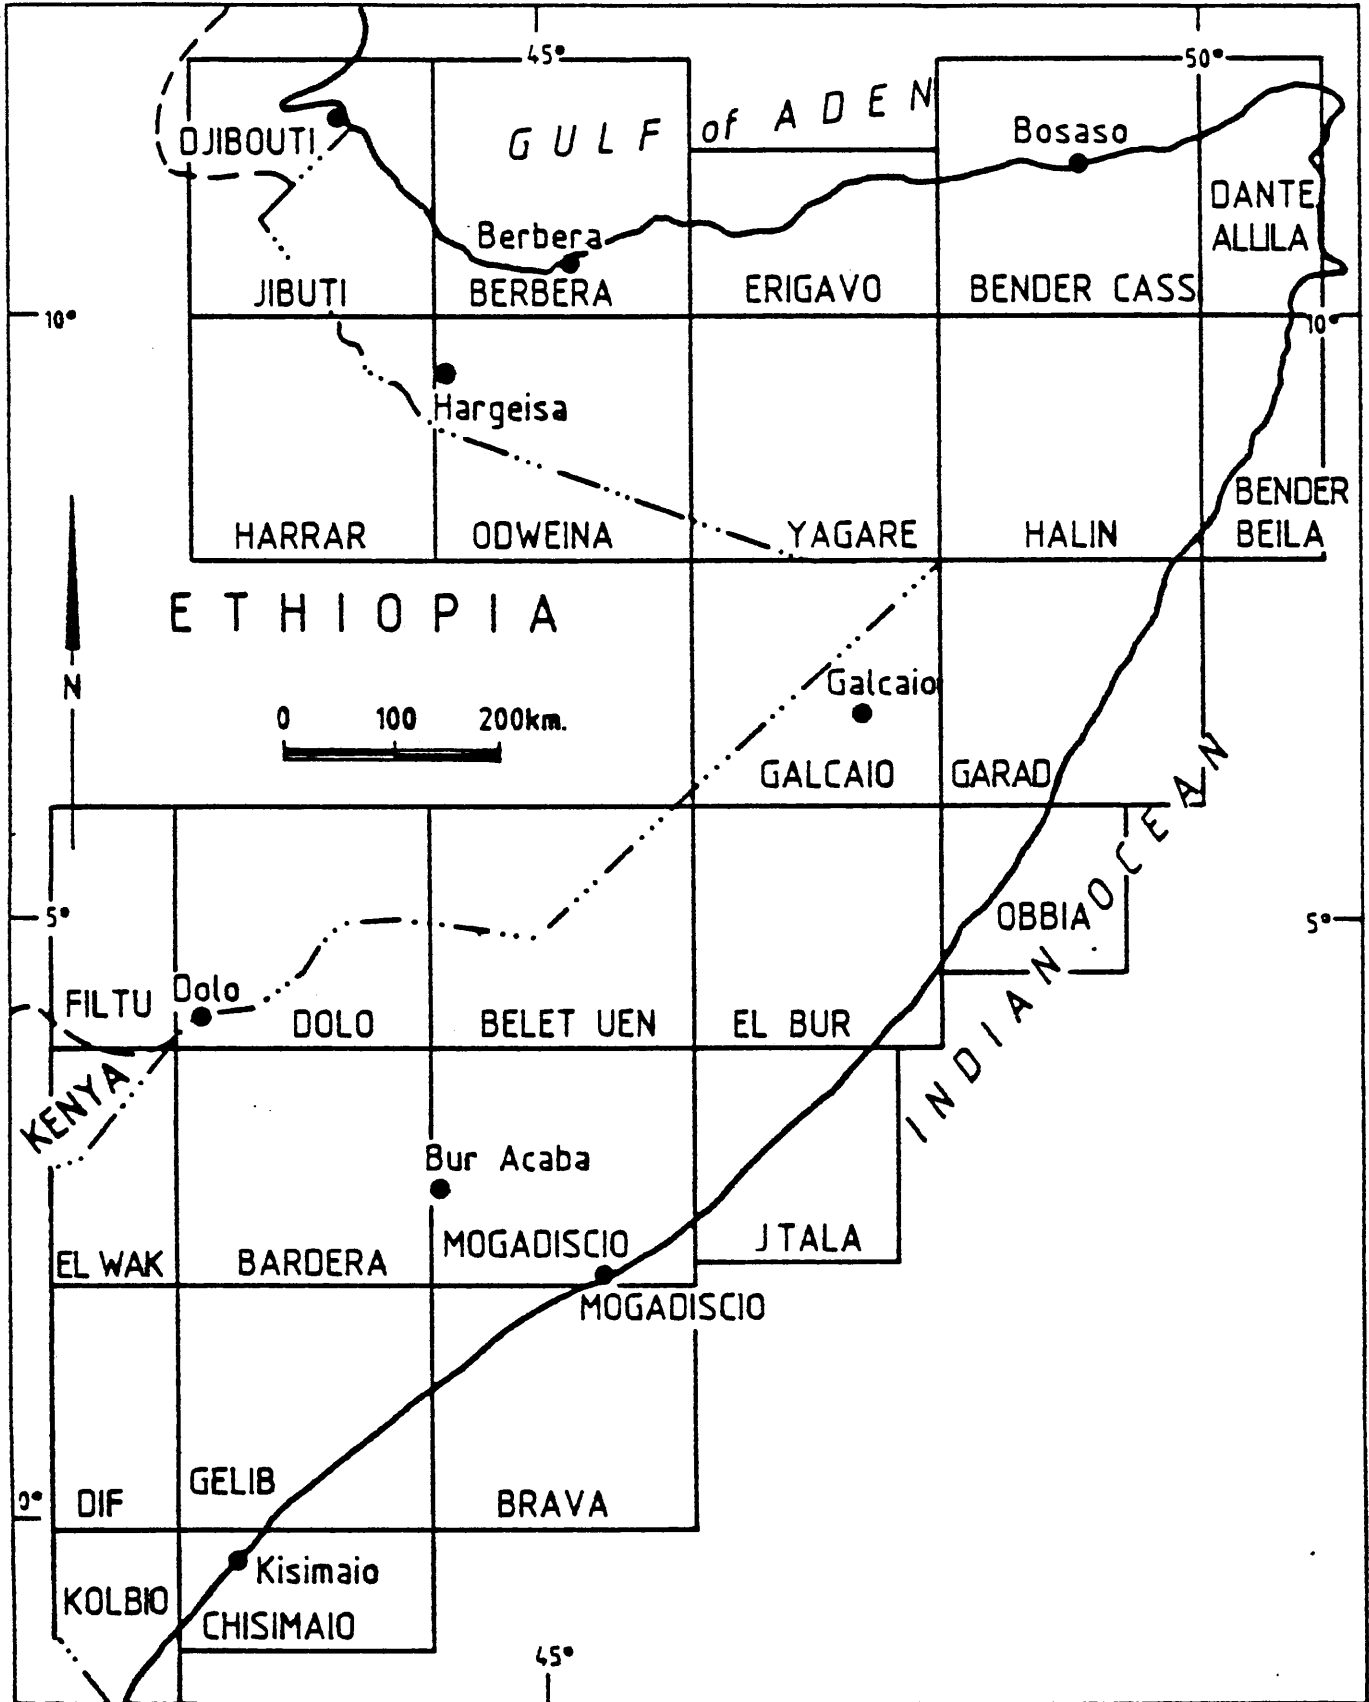 45°
50°
GULF of ADEN
DJIBOUTI
Bosaso
DANTE
ALULA
Berbera
JIBUTI
BERBERA
ERIGAVO
BENDER CASS
10°
10°
Hargeisa
BENDER
BEILA
HARRAR
ODWEINA
YAGARE
HALIN
ETHIOPIA
N
Galcaio
0 100 200km.
GALCAIO
GARAD
INDIAN OCEAN
OBBIA
5°
5°
FILTU
Dolo
DOLO
BELET UEN
EL BUR
KENYA
Bur Acaba
MOGADISCIO
JTALA
EL WAK
BARDERA
MOGADISCIO
GELIB
0°
DIF
BRAVA
Kisimaio
KOLBIO
CHISIMAIO
45°